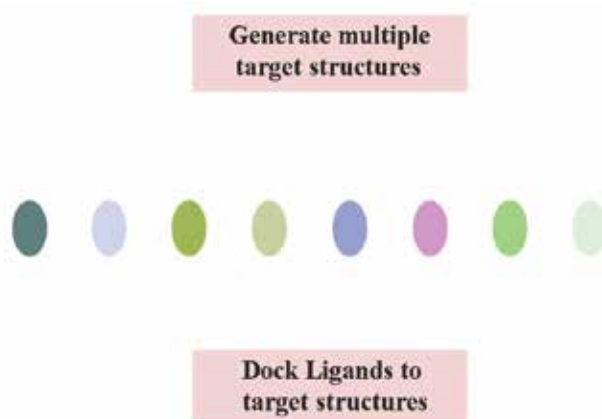 Generate multiple
target structures
Dock Ligands to
target structures